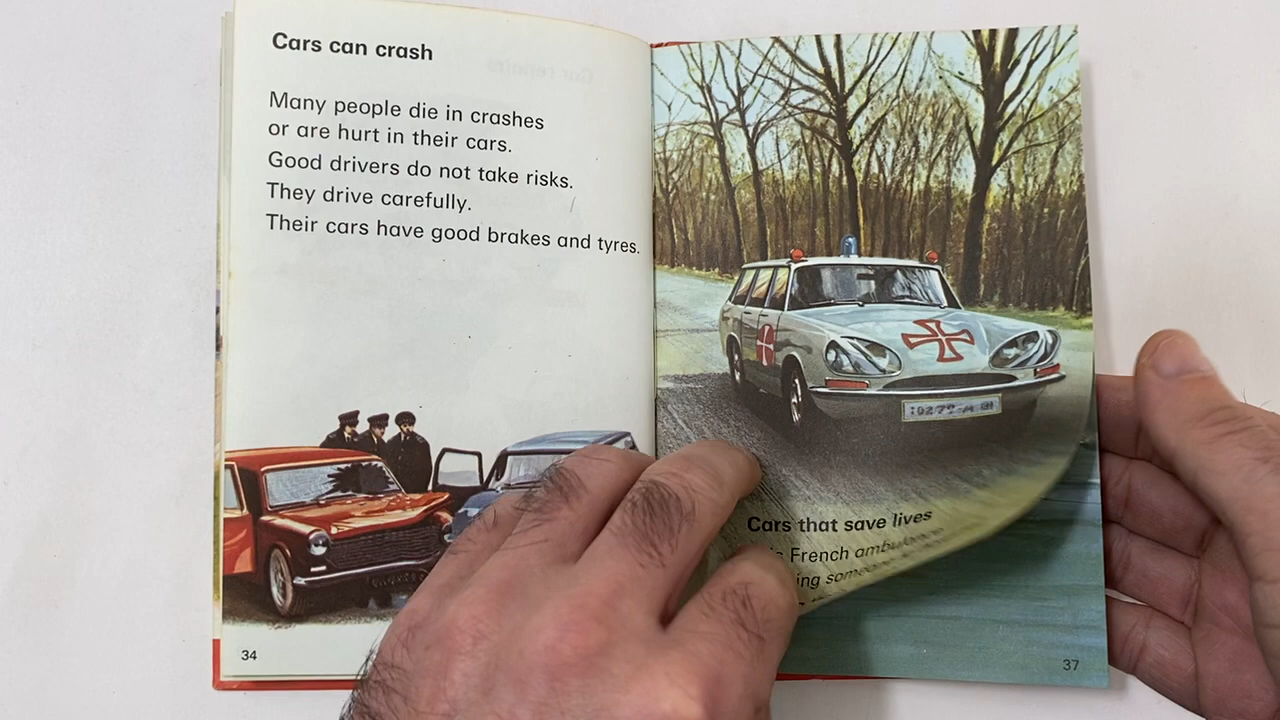 Cars can crash
Many people die in crashes
or are hurt in their cars.
Good drivers do not take risks.
They drive carefully.
Their cars have good brakes and tyres.
34
Cars that save lives
French ambulance
37